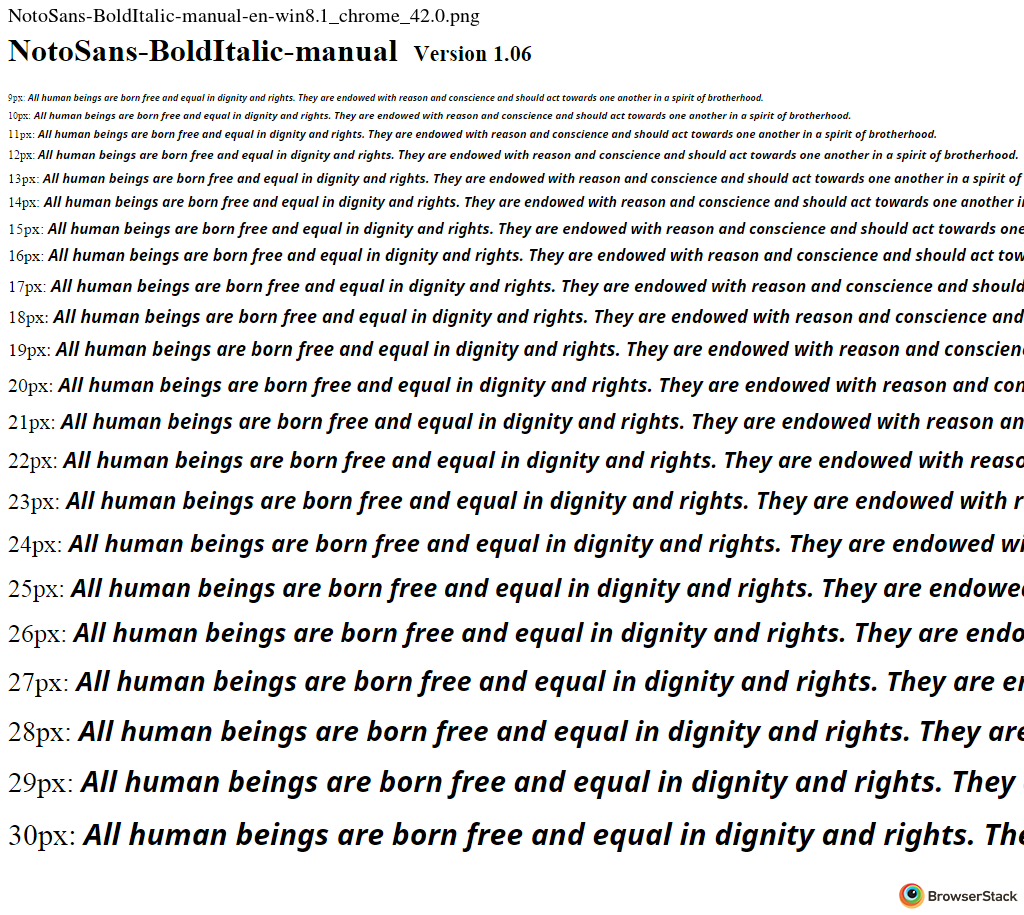 NotoSans-BoldItalic-manual-en-win8.1_chrome_42.0.png
NotoSans-BoldItalic-manual Version 1.06
9px: All human beings are born free and equal in dignity and rights. They are endowed with reason and conscience and should act towards one another in a spirit of brotherhood.
10px: All human beings are born free and equal in dignity and rights. They are endowed with reason and conscience and should act towards one another in a spirit of brotherhood.
11px: All human beings are born free and equal in dignity and rights. They are endowed with reason and conscience and should act towards one another in a spirit of brotherhood.
12px: All human beings are born free and equal in dignity and rights. They are endowed with reason and conscience and should act towards one another in a spirit of brotherhood.
13px: All human beings are born free and equal in dignity and rights. They are endowed with reason and conscience and should act towards one another in a spirit of
14px: All human beings are born free and equal in dignity and rights. They are endowed with reason and conscience and should act towards one another i
15px: All human beings are born free and equal in dignity and rights. They are endowed with reason and conscience and should act towards one
16px: All human beings are born free and equal in dignity and rights. They are endowed with reason and conscience and should act tow
17px: All human beings are born free and equal in dignity and rights. They are endowed with reason and conscience and should
18px: All human beings are born free and equal in dignity and rights. They are endowed with reason and conscience and
19px: All human beings are born free and equal in dignity and rights. They are endowed with reason and conscien
20px: All human beings are born free and equal in dignity and rights. They are endowed with reason and con
21px: All human beings are born free and equal in dignity and rights. They are endowed with reason an
22px: All human beings are born free and equal in dignity and rights. They are endowed with reaso
23px: All human beings are born free and equal in dignity and rights. They are endowed with r
24px: All human beings are born free and equal in dignity and rights. They are endowed wi
25px: All human beings are born free and equal in dignity and rights. They are endowe
26px: All human beings are born free and equal in dignity and rights. They are endo
27px: All human beings are born free and equal in dignity and rights. They are en
28px: All human beings are born free and equal in dignity and rights. They are
29px: All human beings are born free and equal in dignity and rights. They
30px: All human beings are born free and equal in dignity and rights. The
BrowserStack